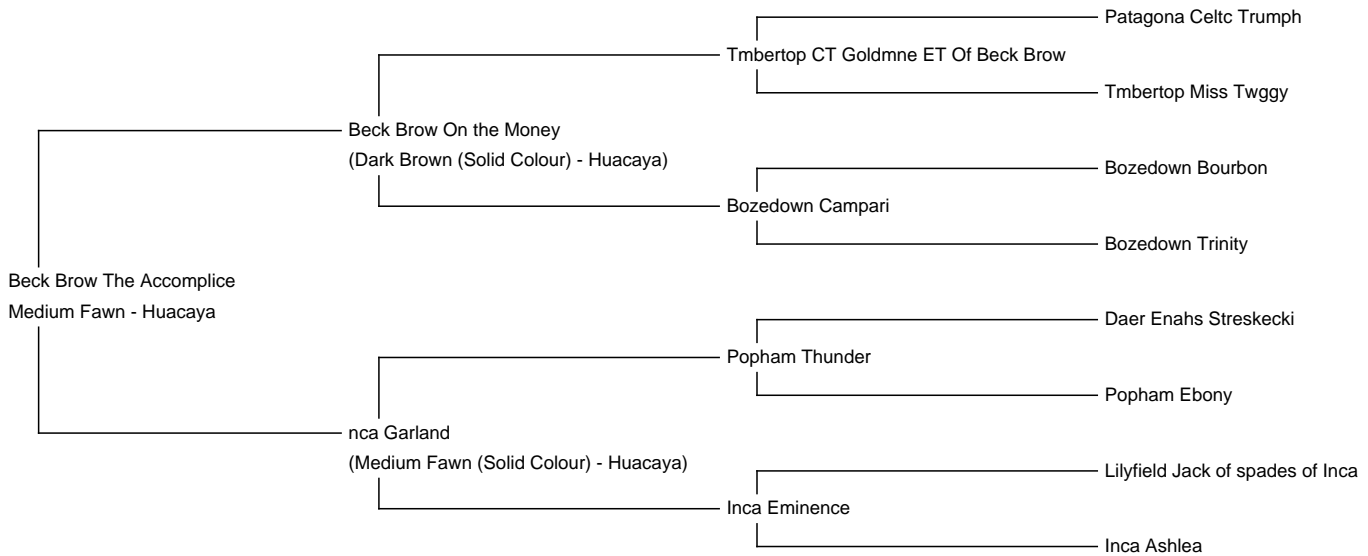 Patagona Celtc Trumph
Tmbertop CT Goldmne ET Of Beck Brow
Tmbertop Miss Twggy
Beck Brow On the Money
(Dark Brown (Solid Colour) - Huacaya)
Bozedown Bourbon
Bozedown Campari
Bozedown Trinity
Beck Brow The Accomplice
Medium Fawn - Huacaya
Daer Enahs Streskecki
Popham Thunder
Popham Ebony
nca Garland
(Medium Fawn (Solid Colour) - Huacaya)
Lilyfield Jack of spades of Inca
Inca Eminence
Inca Ashlea